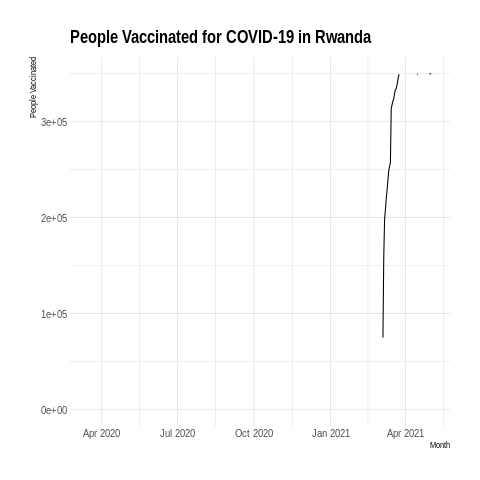 People Vaccinated for COVID-19 in Rwanda
People Vaccinated
3e+05
2e+05
1e+05
0e+00
Apr 2020 Jul 2020 Oct 2020 Jan 2021 Apr 2021
Month